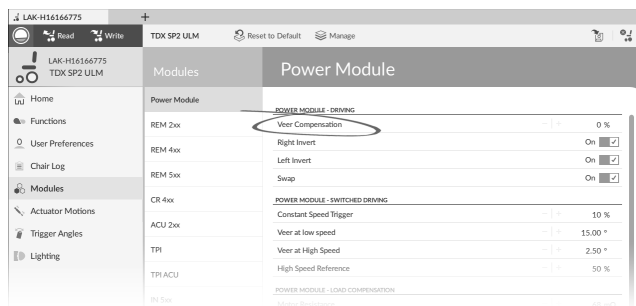 LAK-H16166775 +
Read Write TDX SP2 ULM Reset to Default Manage
LAK-H16166775
TDX SP2 ULM
Modules
Power Module
Home
Functions
User Preferences
Chair Log
Modules
Actuator Motions
Trigger Angles
Lighting
Power Module
REM 2xx
REM 4xx
REM 5xx
CR 4xx
ACU 2xx
TPI
TPI ACU
IN 5xx
POWER MODULE - DRIVING
Veer Compensation - + 0 %
Right Invert On
Left Invert On
Swap On
POWER MODULE - SWITCHED DRIVING
Constant Speed Trigger - + 10 %
Veer at low speed - + 15.00 °
Veer at High Speed - + 2.50 °
High Speed Reference - + 50 %
POWER MODULE - LOAD COMPENSATION